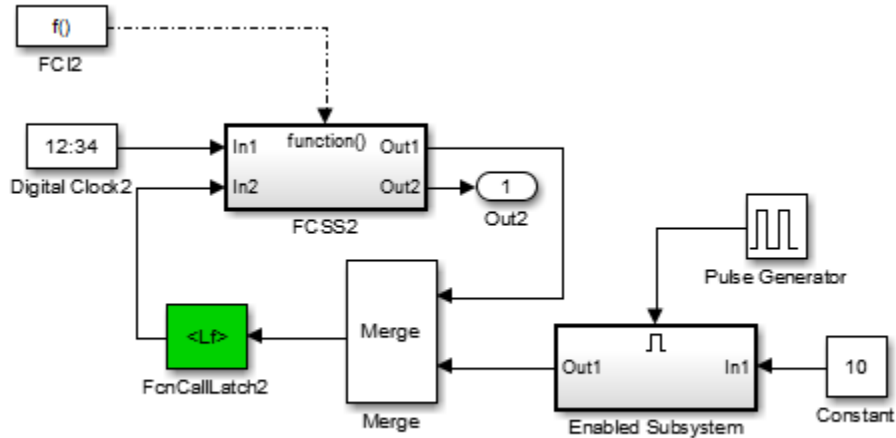 f()
FCI2
12:34
Digital Clock2
In1 function() Out1
In2 Out2
FCSS2
1
Out2
Pulse Generator
<Lf>
FcnCallLatch2
Merge
Merge
Out1 In1
Enabled Subsystem
10
Constant